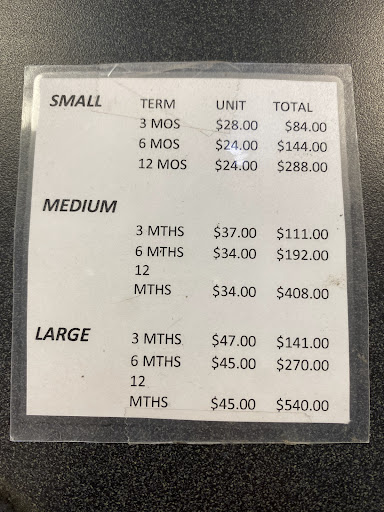 SMALL TERM UNIT TOTAL
3 MOS $28.00 $84.00
6 MOS $24.00 $144.00
12 MOS $24.00 $288.00
MEDIUM
3 MTHS $37.00 $111.00
6 MTHS $34.00 $192.00
12
MTHS $34.00 $408.00
LARGE 3 MTHS $47.00 $141.00
6 MTHS $45.00 $270.00
12
MTHS $45.00 $540.00